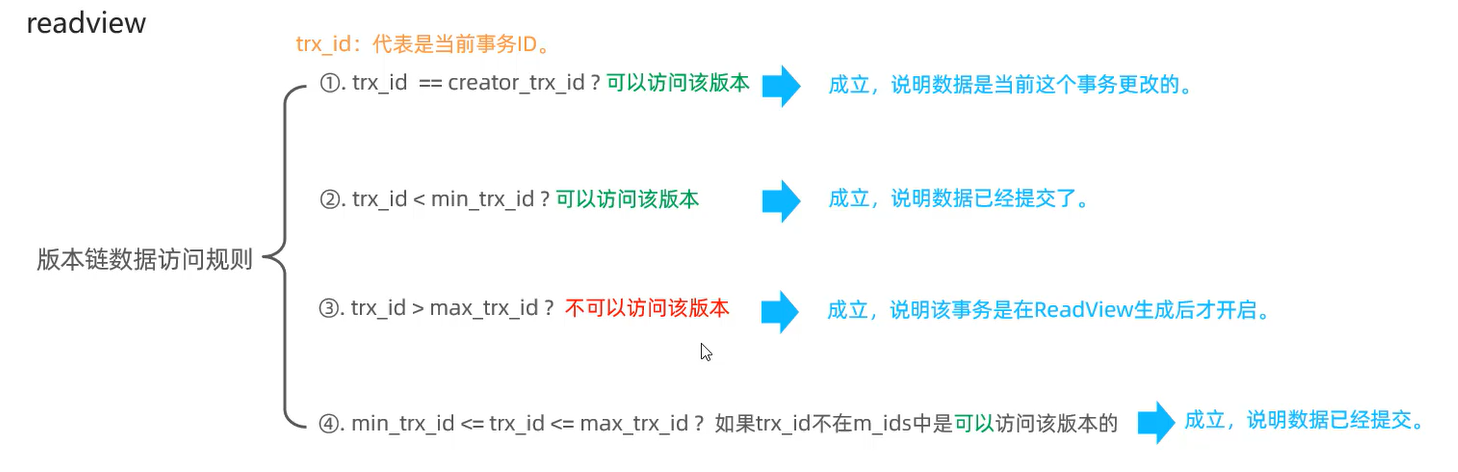 readview
trx_id：代表是当前事务ID。
①. trx_id == creator_trx_id ? 可以访问该版本
成立，说明数据是当前这个事务更改的。
②. trx_id < min_trx_id ? 可以访问该版本
成立，说明数据已经提交了。
版本链数据访问规则
③. trx_id > max_trx_id ? 不可以访问该版本
成立，说明该事务是在ReadView生成后才开启。
④. min_trx_id <= trx_id <= max_trx_id ? 如果trx_id不在m_ids中是可以访问该版本的
成立，说明数据已经提交。